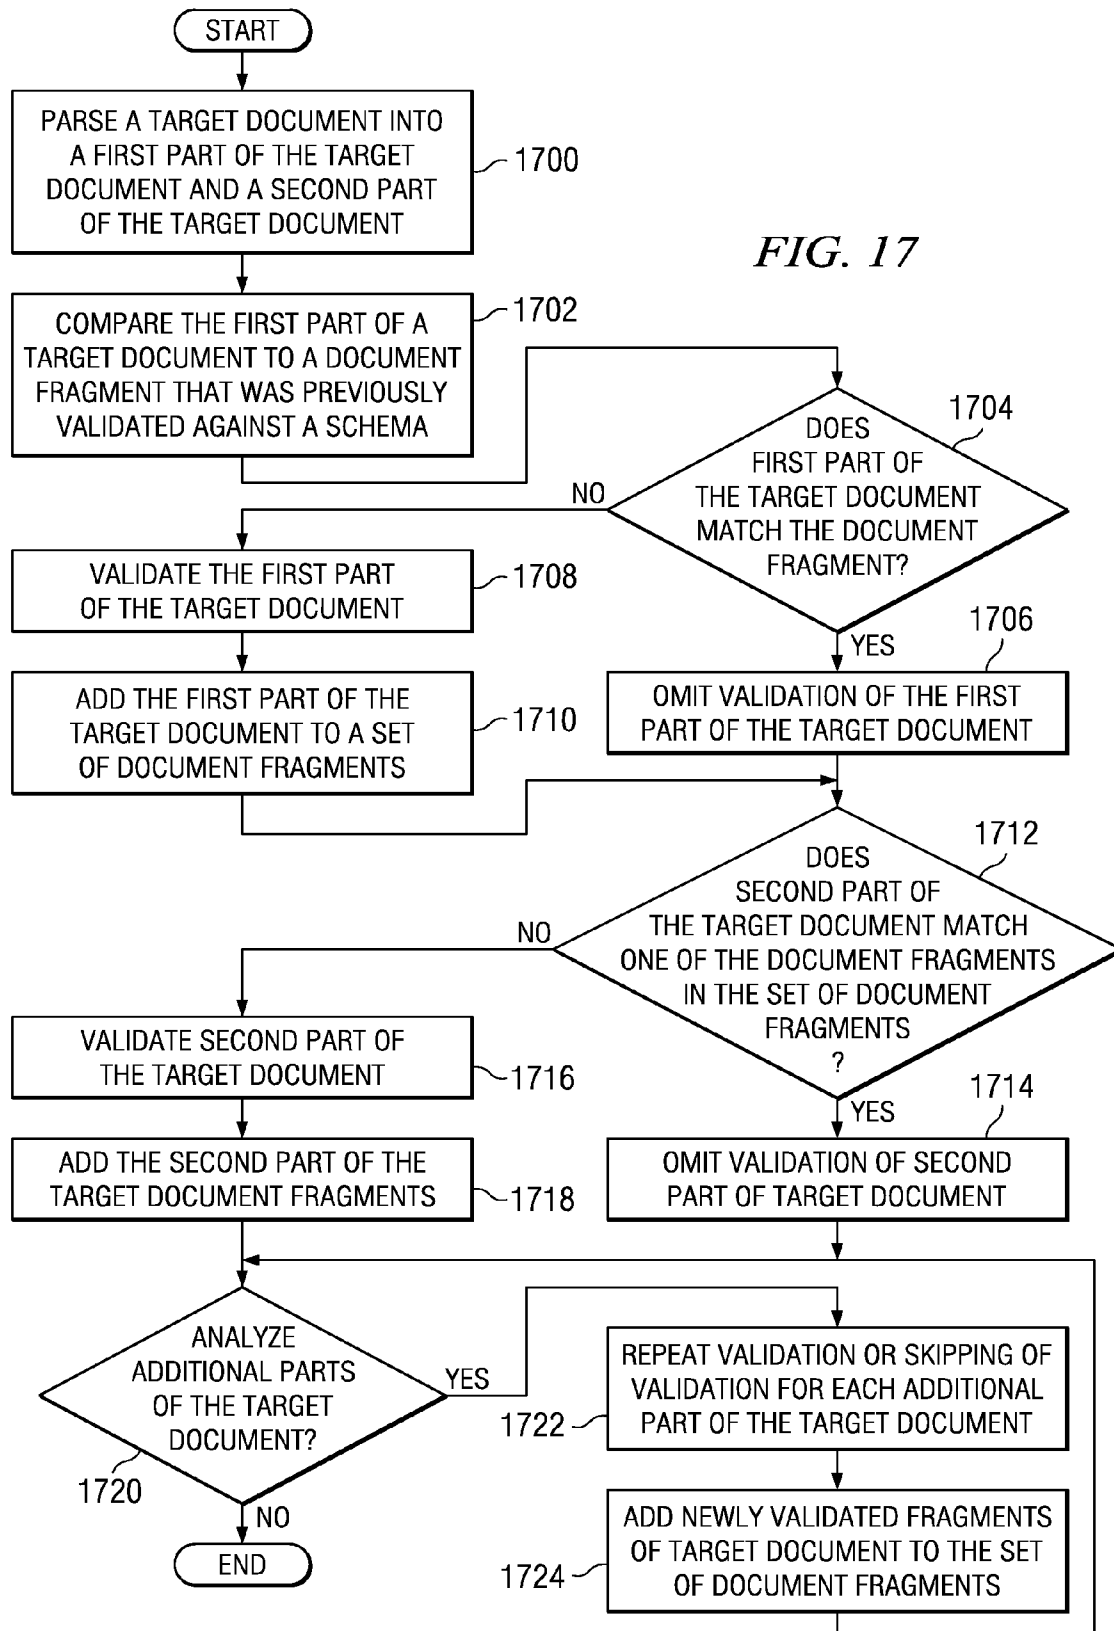 START
PARSE A TARGET DOCUMENT INTO
A FIRST PART OF THE TARGET
DOCUMENT AND A SECOND PART
OF THE TARGET DOCUMENT
1700
FIG. 17
COMPARE THE FIRST PART OF A
TARGET DOCUMENT TO A DOCUMENT
FRAGMENT THAT WAS PREVIOUSLY
VALIDATED AGAINST A SCHEMA
1702
DOES
FIRST PART OF
THE TARGET DOCUMENT
MATCH THE DOCUMENT
FRAGMENT?
1704
NO
YES
VALIDATE THE FIRST PART
OF THE TARGET DOCUMENT
1708
1706
OMIT VALIDATION OF THE FIRST
PART OF THE TARGET DOCUMENT
ADD THE FIRST PART OF THE
TARGET DOCUMENT TO A SET
OF DOCUMENT FRAGMENTS
1710
DOES
SECOND PART OF
THE TARGET DOCUMENT MATCH
ONE OF THE DOCUMENT FRAGMENTS
IN THE SET OF DOCUMENT
FRAGMENTS
?
1712
NO
YES
VALIDATE SECOND PART OF
THE TARGET DOCUMENT
1716
1714
OMIT VALIDATION OF SECOND
PART OF TARGET DOCUMENT
ADD THE SECOND PART OF THE
TARGET DOCUMENT FRAGMENTS
1718
ANALYZE
ADDITIONAL PARTS
OF THE TARGET
DOCUMENT?
1720
YES
NO
REPEAT VALIDATION OR SKIPPING OF
VALIDATION FOR EACH ADDITIONAL
PART OF THE TARGET DOCUMENT
1722
ADD NEWLY VALIDATED FRAGMENTS
OF TARGET DOCUMENT TO THE SET
OF DOCUMENT FRAGMENTS
1724
END